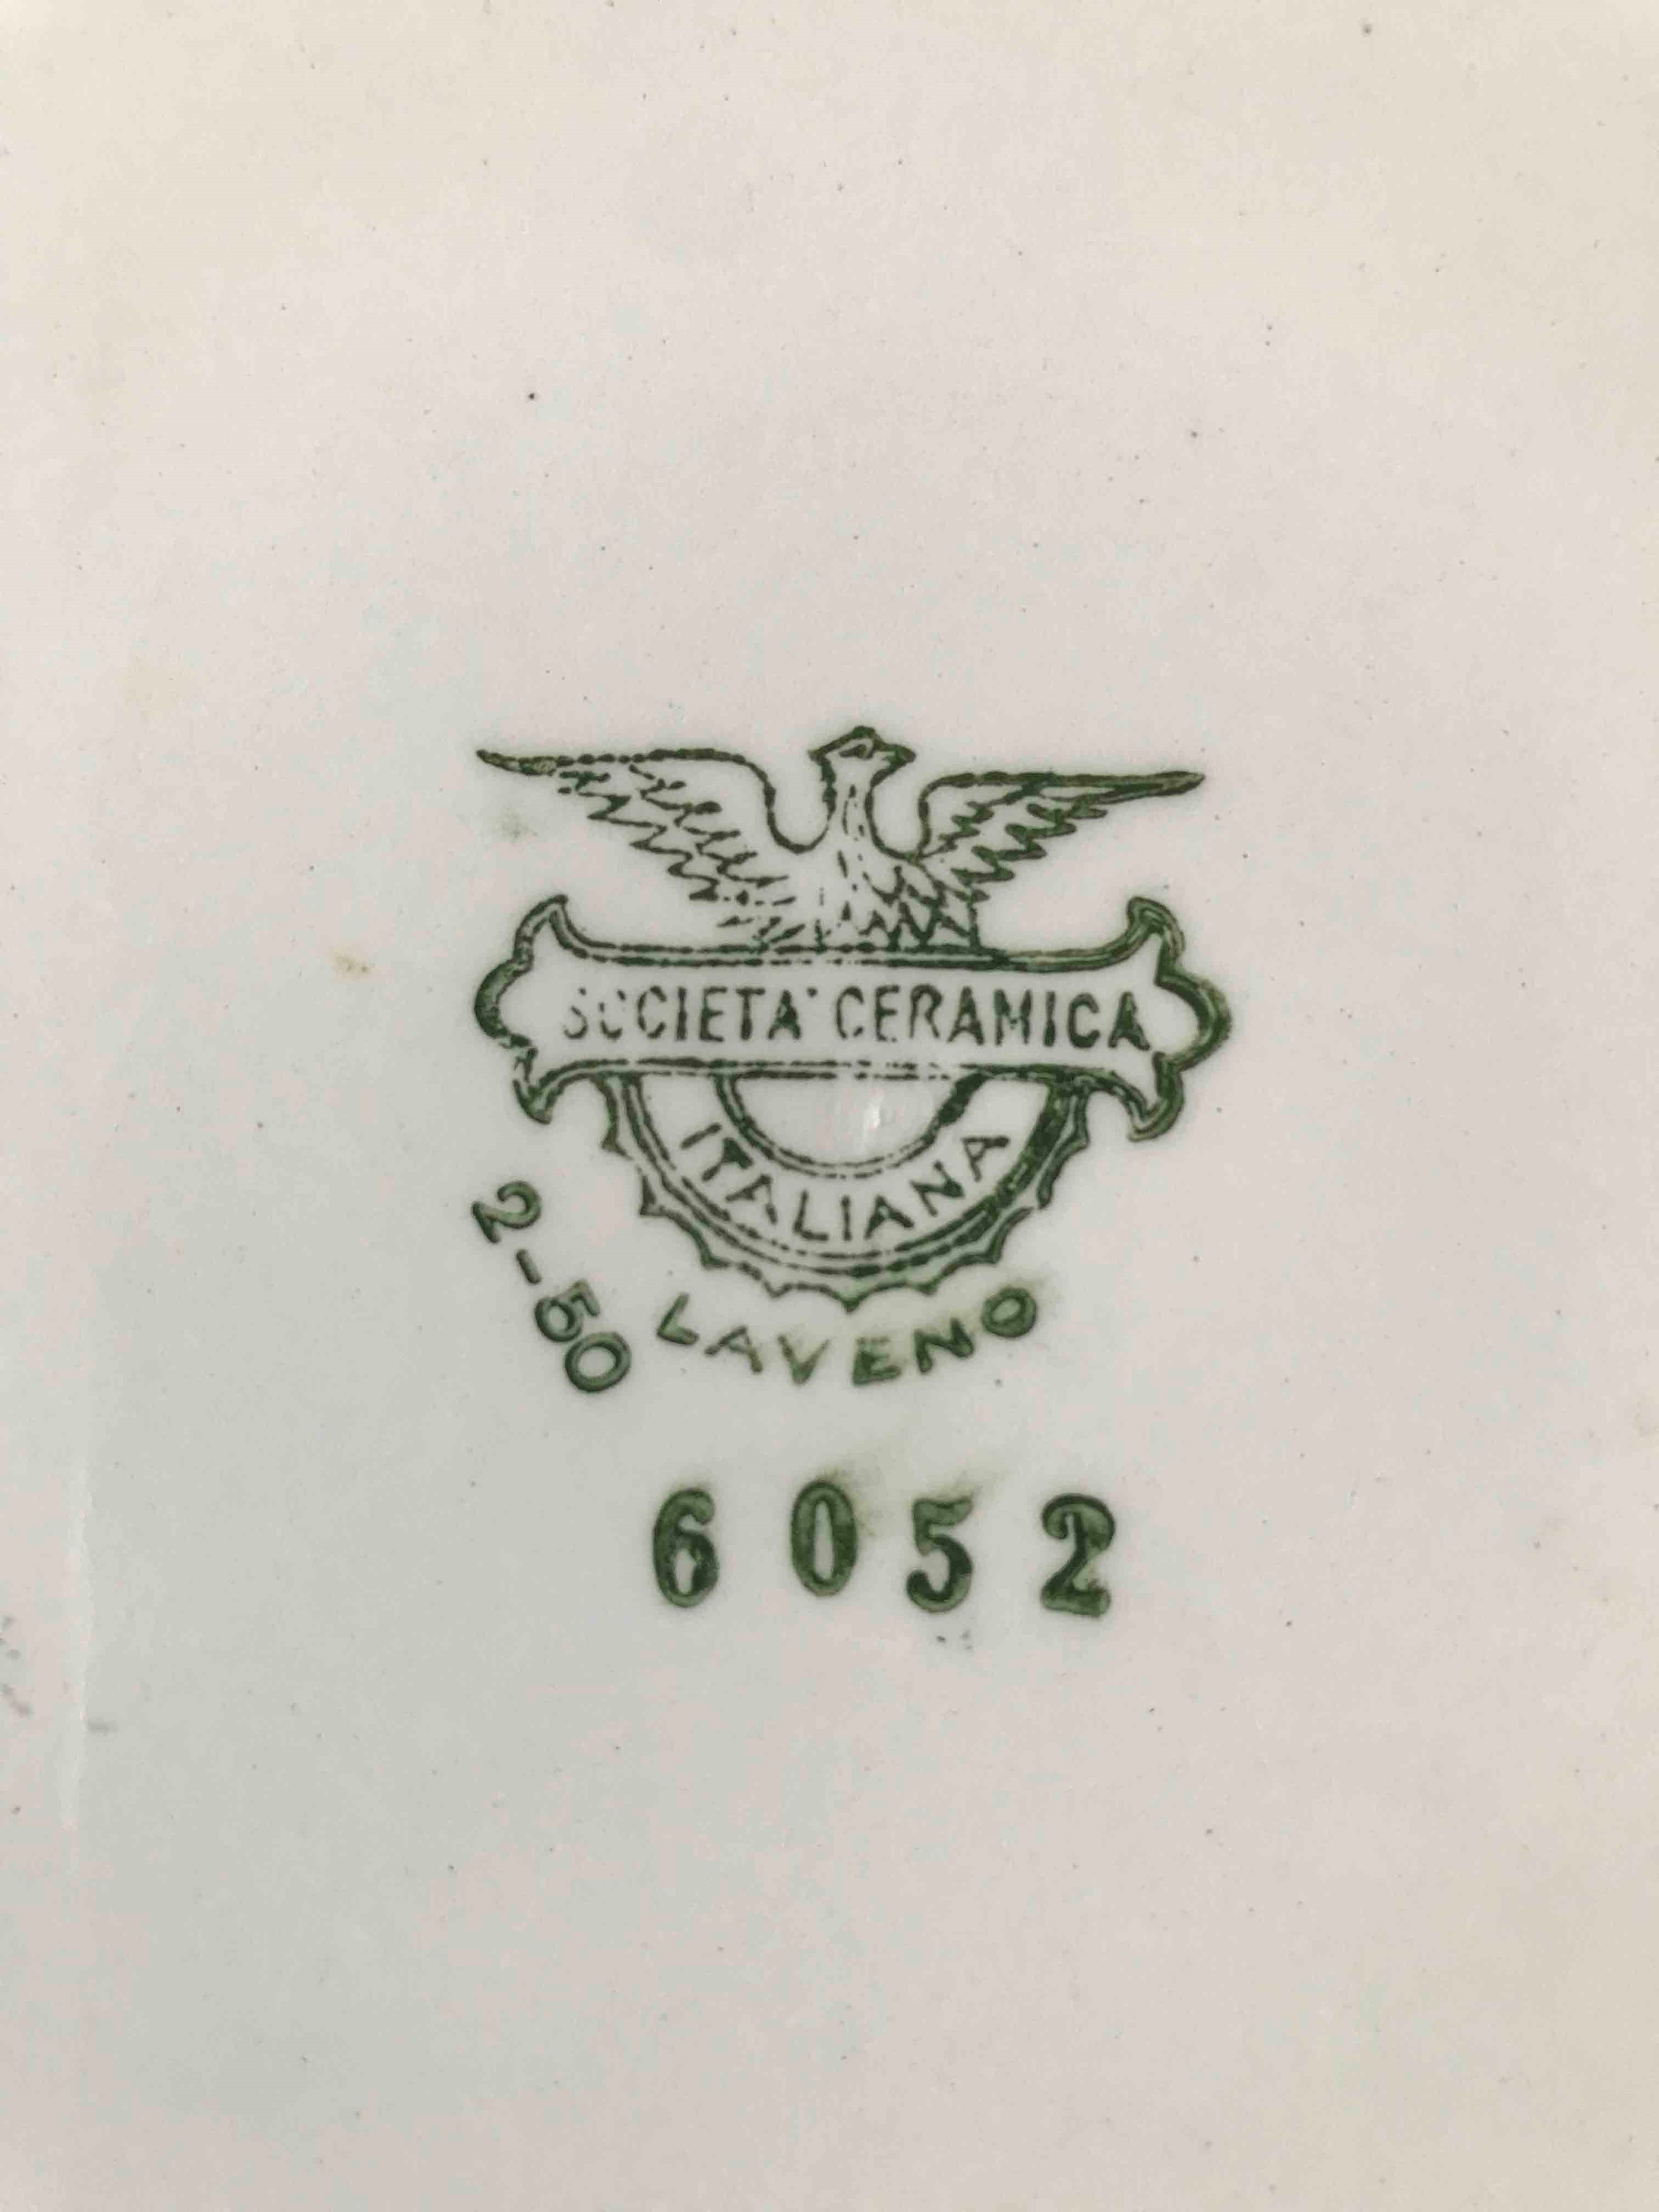 SOCIETA' CERAMICA
ITALIANA
2-50
LAVENO
6052